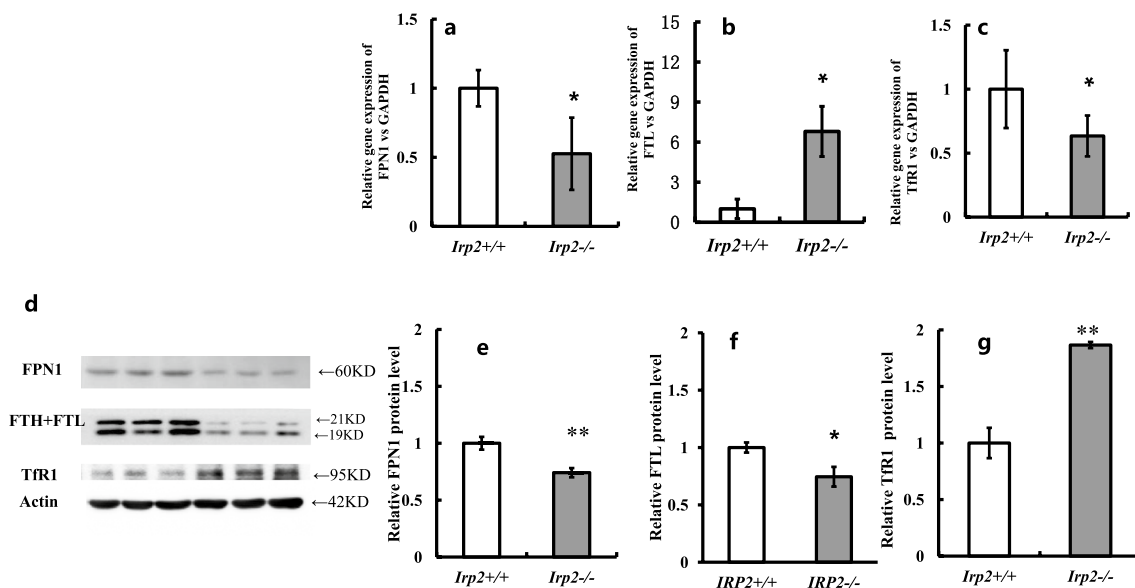 a
Relative gene expression of
FPN1 vs GAPDH
1.5
1
0.5
0
*
Irp2+/+ Irp2-/-
b
Relative gene expression of
FTL vs GAPDH
15
12
9
6
3
0
*
Irp2+/+ Irp2-/-
c
Relative gene expression of
TfR1 vs GAPDH
1.5
1
0.5
0
*
Irp2+/+ Irp2-/-
d
FPN1 ←60KD
FTH+FTL ←21KD
←19KD
TfR1 ←95KD
Actin ←42KD
e
Relative FPN1 protein level
2
1.5
1
0.5
0
**
Irp2+/+ Irp2-/-
f
Relative FTL protein level
2
1.5
1
0.5
0
*
IRP2+/+ IRP2-/-
g
Relative TfR1 protein level
2
1.5
1
0.5
0
**
Irp2+/+ Irp2-/-